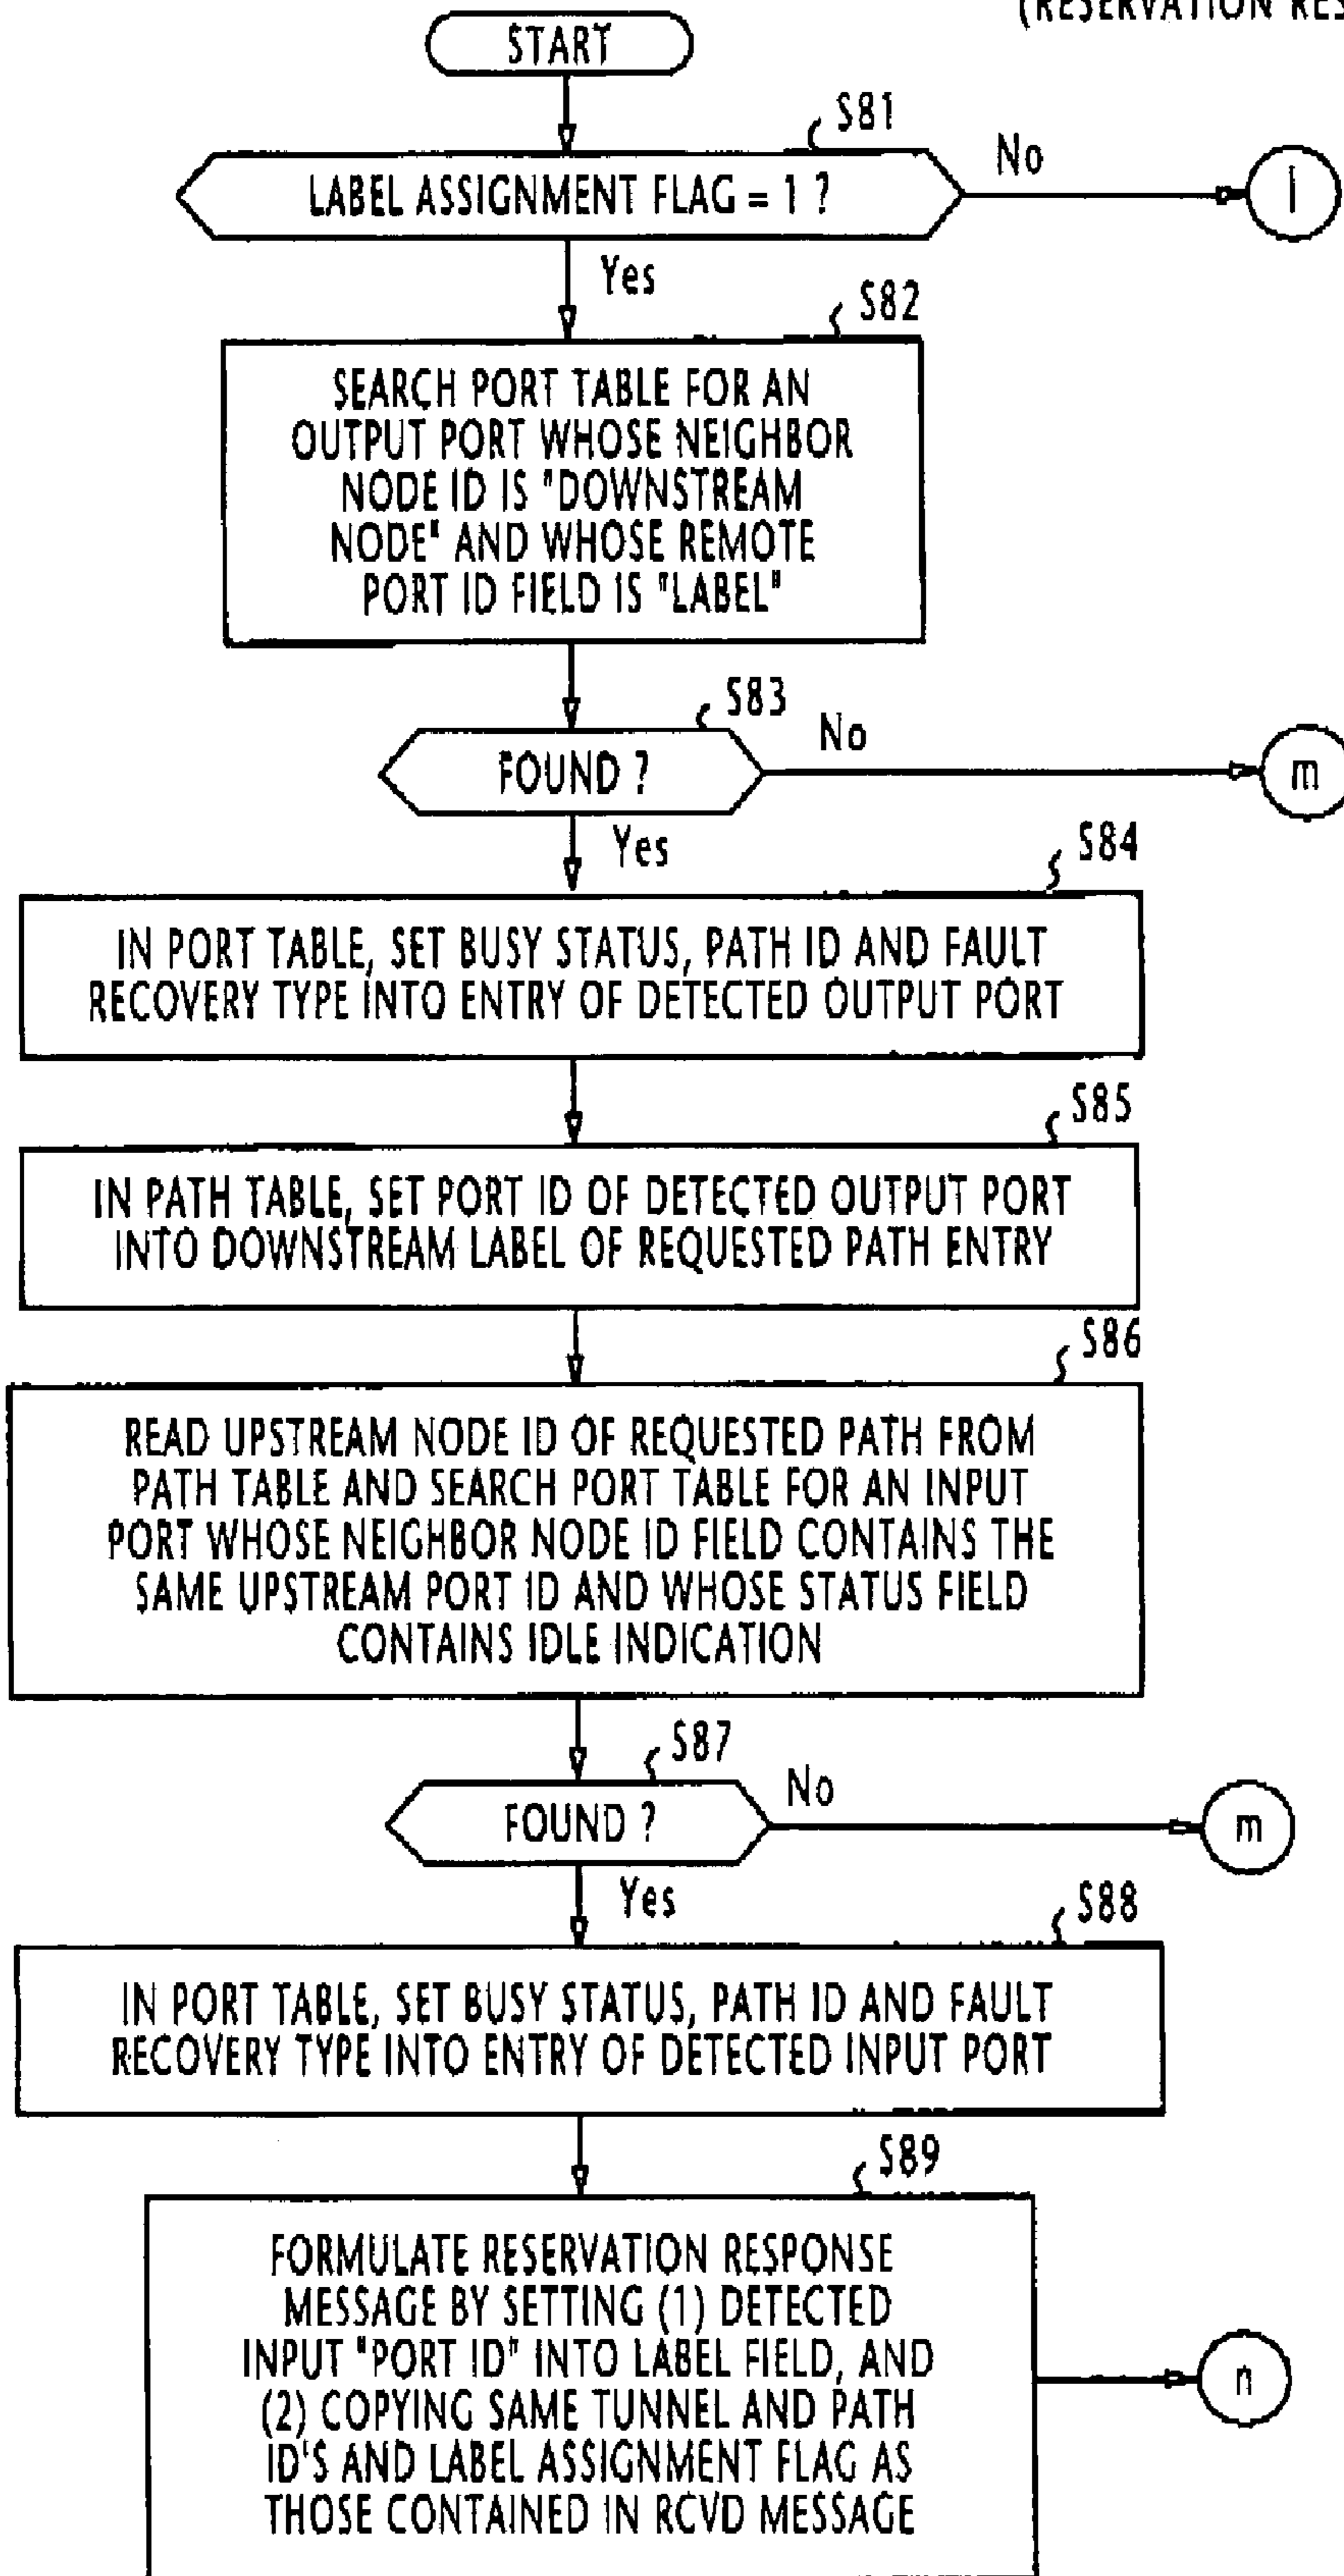 (RESERVATION RES
START
S81
LABEL ASSIGNMENT FLAG = 1 ?
No
l
Yes
S82
SEARCH PORT TABLE FOR AN
OUTPUT PORT WHOSE NEIGHBOR
NODE ID IS "DOWNSTREAM
NODE" AND WHOSE REMOTE
PORT ID FIELD IS "LABEL"
S83
FOUND ?
No
m
Yes
S84
IN PORT TABLE, SET BUSY STATUS, PATH ID AND FAULT
RECOVERY TYPE INTO ENTRY OF DETECTED OUTPUT PORT
S85
IN PATH TABLE, SET PORT ID OF DETECTED OUTPUT PORT
INTO DOWNSTREAM LABEL OF REQUESTED PATH ENTRY
S86
READ UPSTREAM NODE ID OF REQUESTED PATH FROM
PATH TABLE AND SEARCH PORT TABLE FOR AN INPUT
PORT WHOSE NEIGHBOR NODE ID FIELD CONTAINS THE
SAME UPSTREAM PORT ID AND WHOSE STATUS FIELD
CONTAINS IDLE INDICATION
S87
FOUND ?
No
m
Yes
S88
IN PORT TABLE, SET BUSY STATUS, PATH ID AND FAULT
RECOVERY TYPE INTO ENTRY OF DETECTED INPUT PORT
S89
FORMULATE RESERVATION RESPONSE
MESSAGE BY SETTING (1) DETECTED
INPUT "PORT ID" INTO LABEL FIELD, AND
(2) COPYING SAME TUNNEL AND PATH
ID'S AND LABEL ASSIGNMENT FLAG AS
THOSE CONTAINED IN RCVD MESSAGE
n